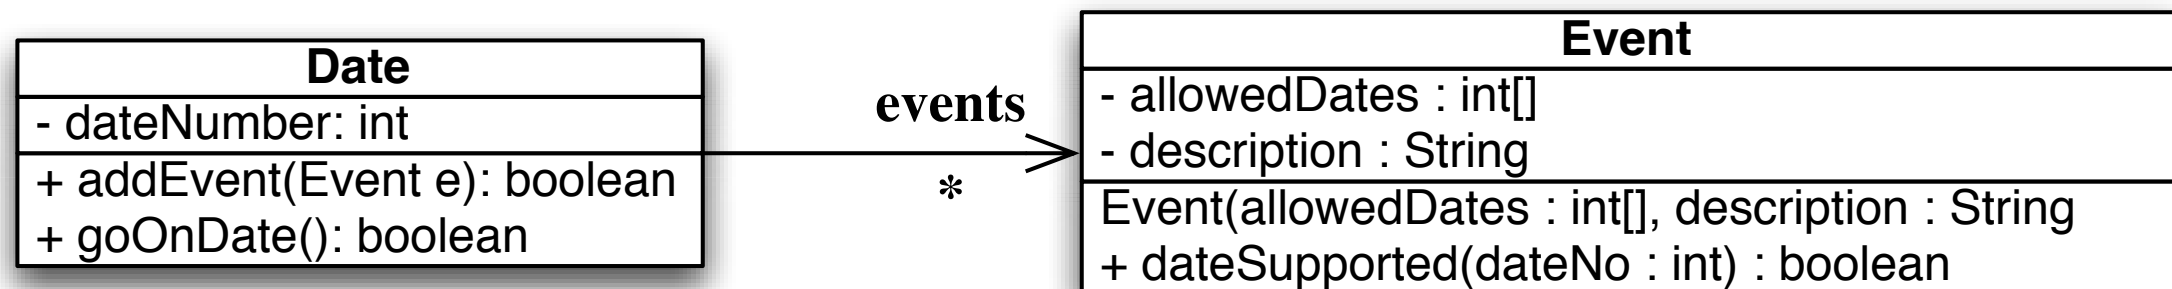 Date
- dateNumber: int
+ addEvent(Event e): boolean
+ goOnDate(): boolean
events
*
Event
- allowedDates : int[]
- description : String
Event(allowedDates : int[], description : String
+ dateSupported(dateNo : int) : boolean